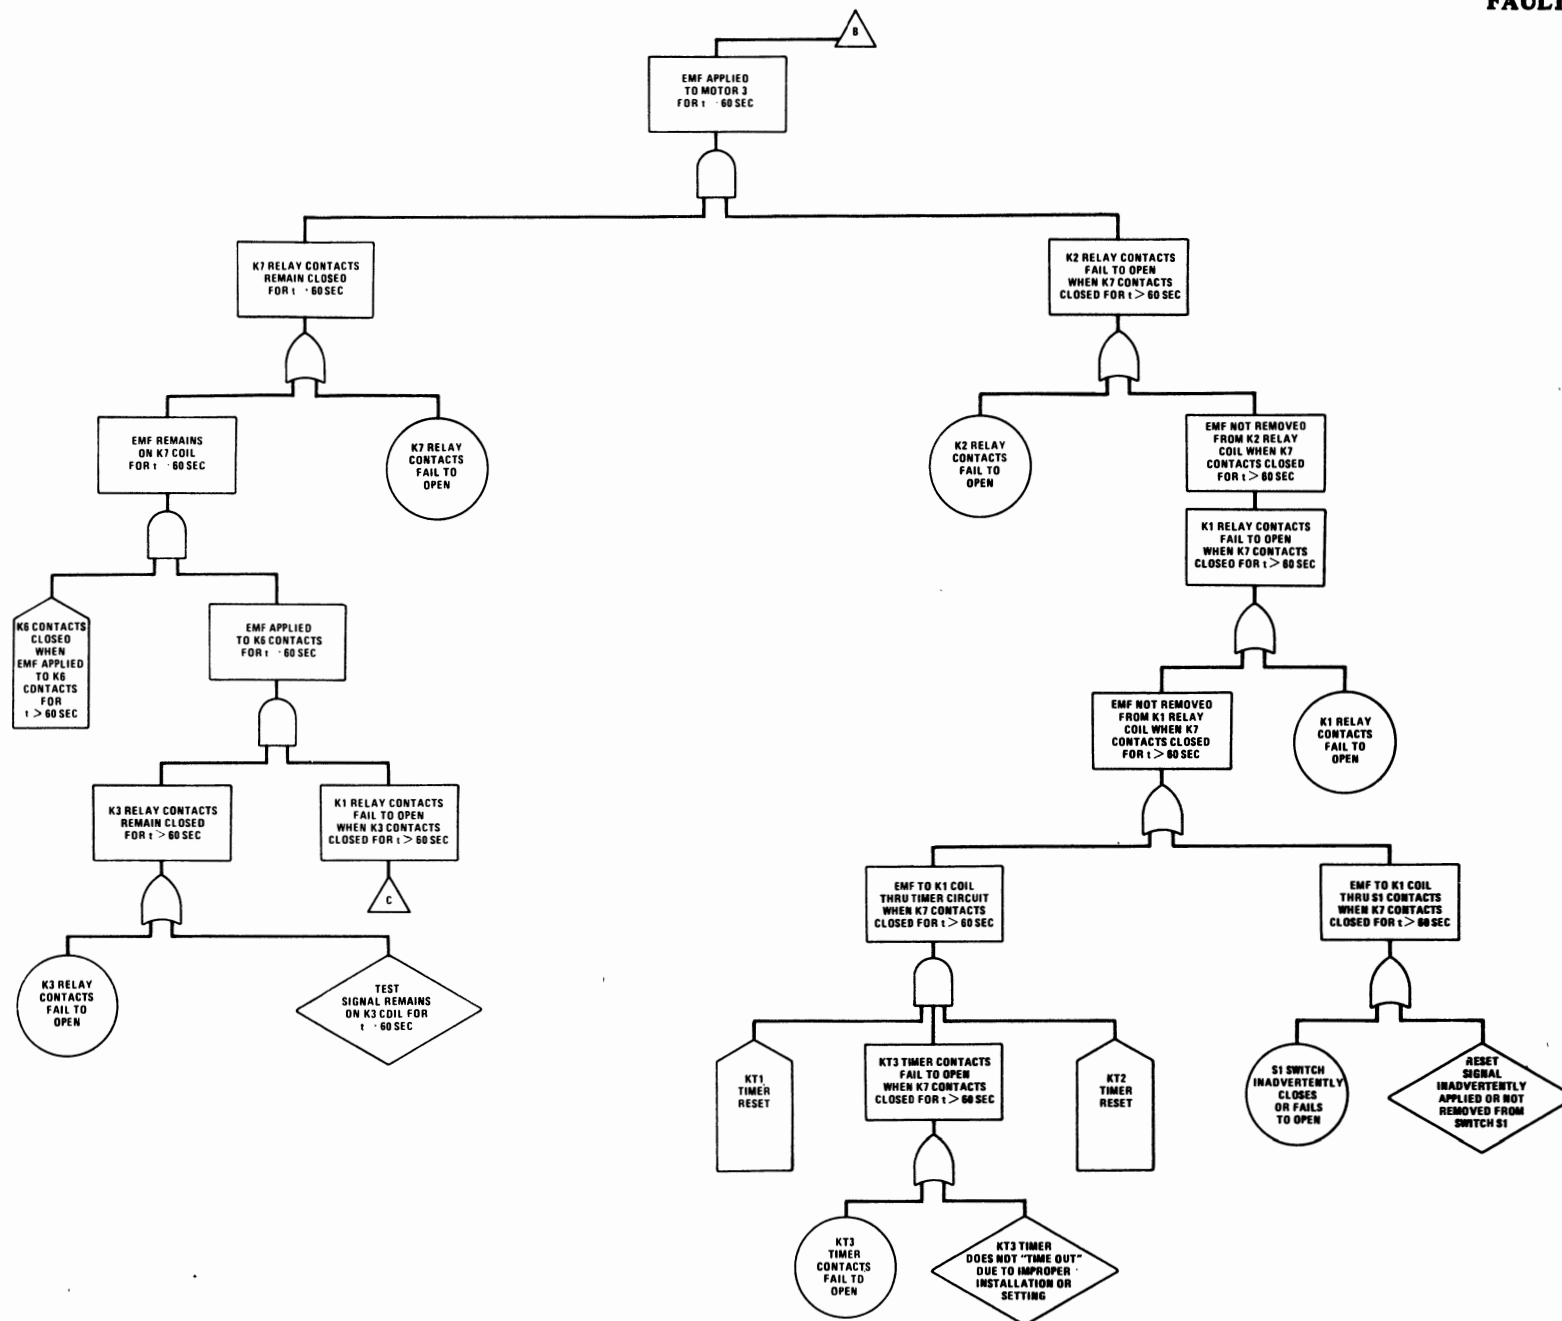 FAULT
B
EMF APPLIED
TO MOTOR 3
FOR t · 60 SEC
K7 RELAY CONTACTS
REMAIN CLOSED
FOR t · 60 SEC
K2 RELAY CONTACTS
FAIL TO OPEN
WHEN K7 CONTACTS
CLOSED FOR t > 60 SEC
EMF REMAINS
ON K7 COIL
FOR t · 60 SEC
K7 RELAY
CONTACTS
FAIL TO
OPEN
K2 RELAY
CONTACTS
FAIL TO
OPEN
EMF NOT REMOVED
FROM K2 RELAY
COIL WHEN K7
CONTACTS CLOSED
FOR t > 60 SEC
K1 RELAY CONTACTS
FAIL TO OPEN
WHEN K7 CONTACTS
CLOSED FOR t > 60 SEC
K6 CONTACTS
CLOSED
WHEN
EMF APPLIED
TO K6
CONTACTS
FOR
t > 60 SEC
EMF APPLIED
TO K6 CONTACTS
FOR t · 60 SEC
EMF NOT REMOVED
FROM K1 RELAY
COIL WHEN K7
CONTACTS CLOSED
FOR t > 60 SEC
K1 RELAY
CONTACTS
FAIL TO
OPEN
K3 RELAY CONTACTS
REMAIN CLOSED
FOR t > 60 SEC
K1 RELAY CONTACTS
FAIL TO OPEN
WHEN K3 CONTACTS
CLOSED FOR t > 60 SEC
C
EMF TO K1 COIL
THRU TIMER CIRCUIT
WHEN K7 CONTACTS
CLOSED FOR t > 60 SEC
EMF TO K1 COIL
THRU S1 CONTACTS
WHEN K7 CONTACTS
CLOSED FOR t > 60 SEC
K3 RELAY
CONTACTS
FAIL TO
OPEN
TEST
SIGNAL REMAINS
ON K3 COIL FOR
t · 60 SEC
KT1
TIMER
RESET
KT3 TIMER CONTACTS
FAIL TO OPEN
WHEN K7 CONTACTS
CLOSED FOR t > 60 SEC
KT2
TIMER
RESET
S1 SWITCH
INADVERTENTLY
CLOSES
OR FAILS
TO OPEN
RESET
SIGNAL
INADVERTENTLY
APPLIED OR NOT
REMOVED FROM
SWITCH S1
KT3
TIMER
CONTACTS
FAIL TO
OPEN
KT3 TIMER
DOES NOT "TIME OUT"
DUE TO IMPROPER
INSTALLATION OR
SETTING